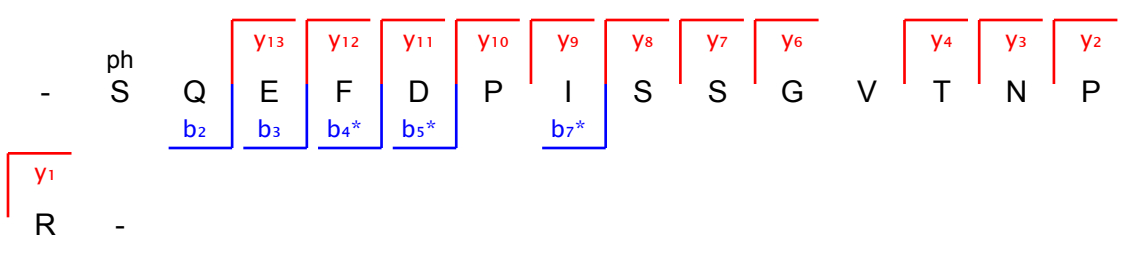 y13 y12 y11 y10 y9 y8 y7 y6 y4 y3 y2
ph
- S Q E F D P I S S G V T N P
b2 b3 b4* b5* b7*
y1
R -